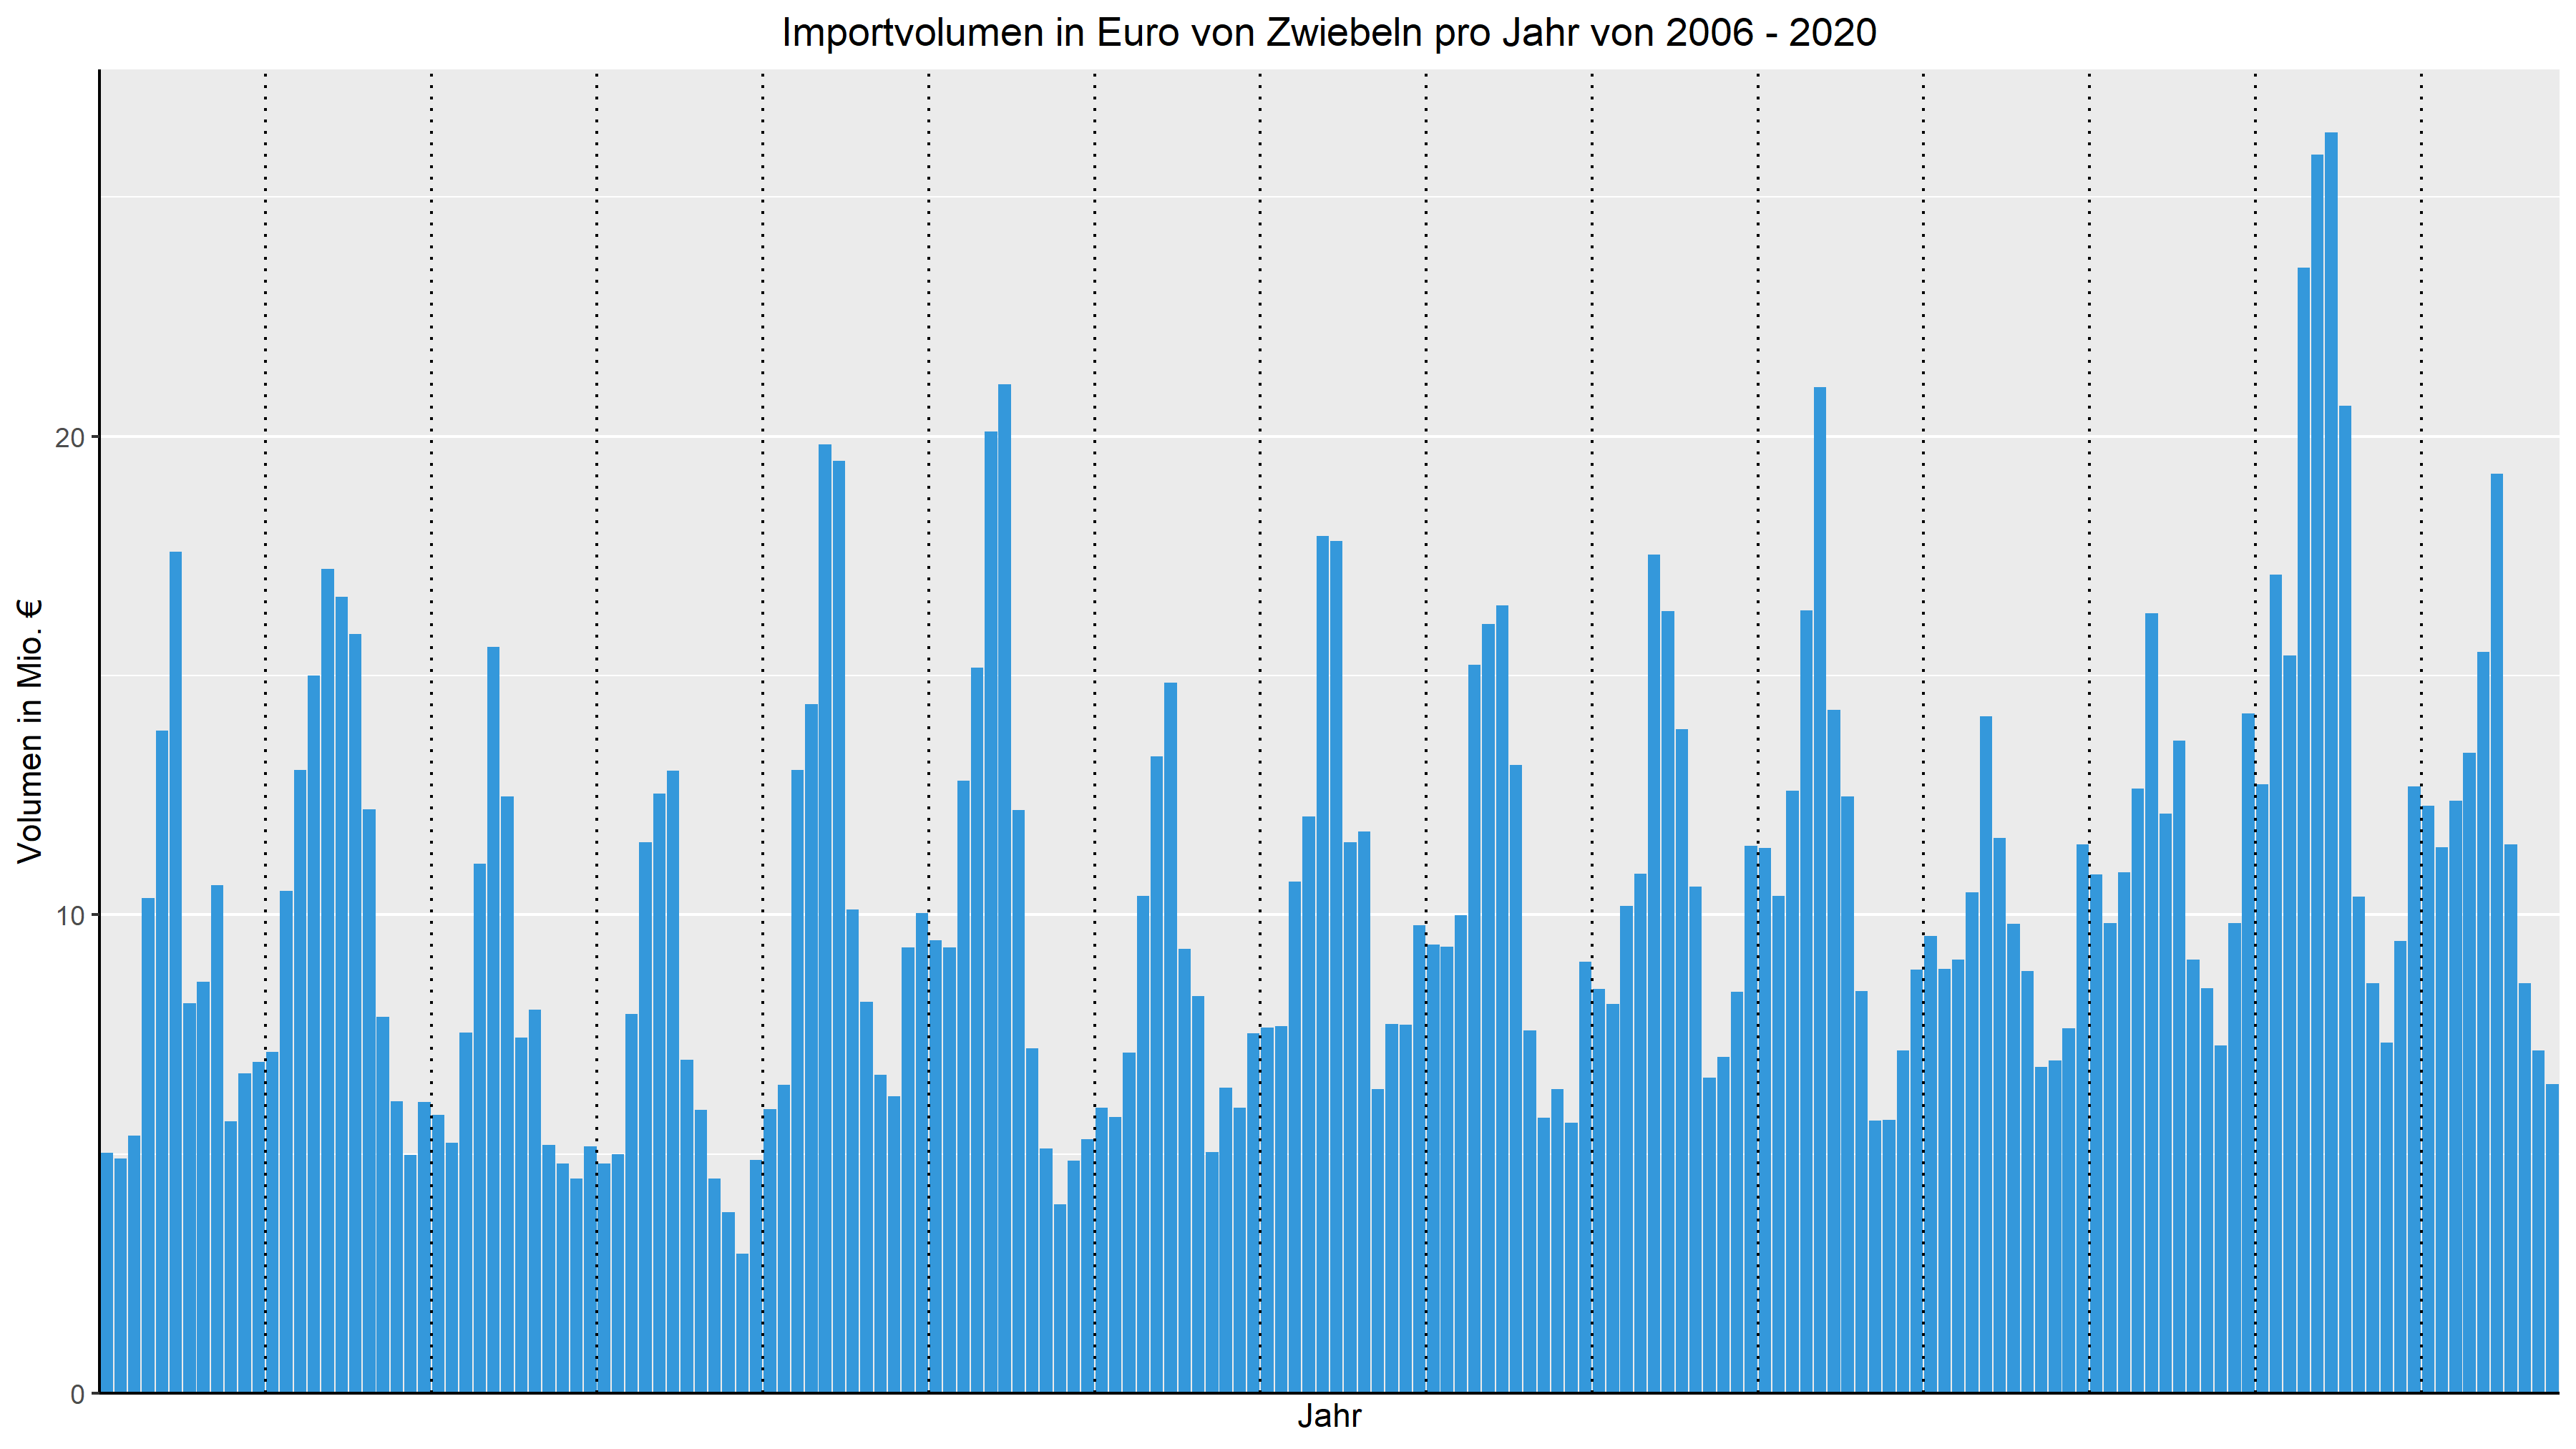 Importvolumen in Euro von Zwiebeln pro Jahr von 2006 - 2020
Volumen in Mio. €
20
10
0
Jahr